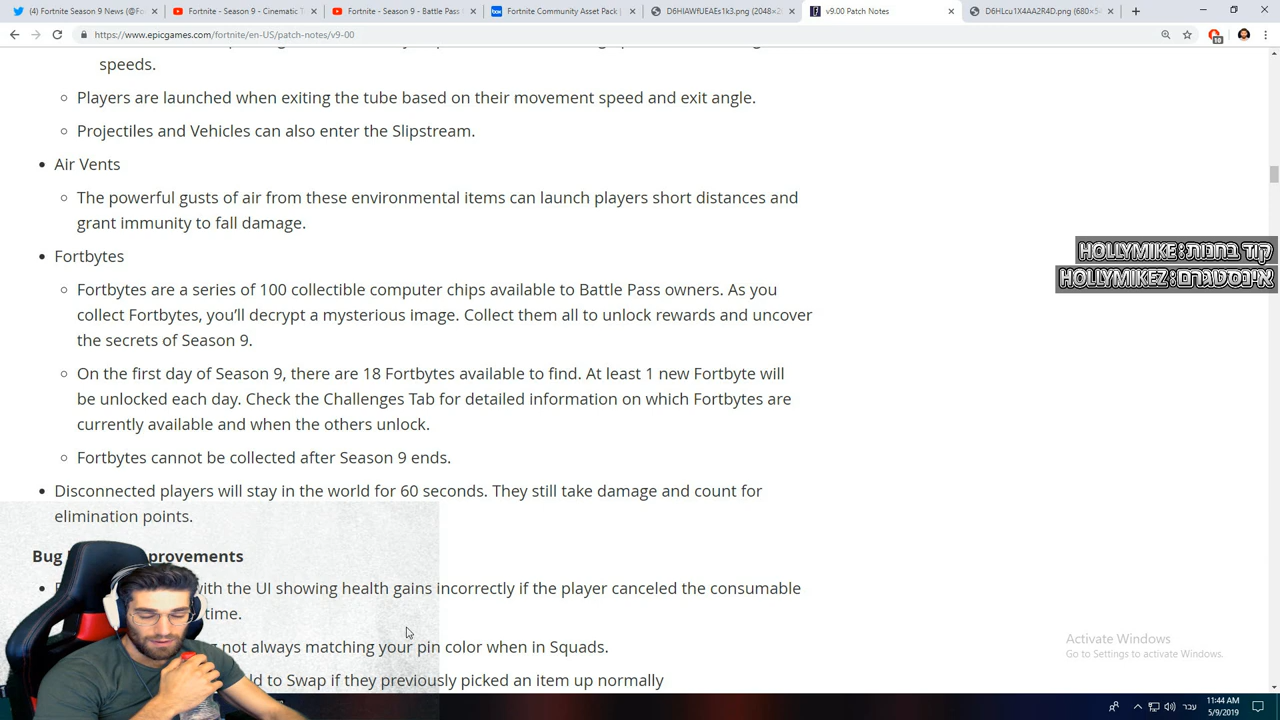 (4) Fortnite Season 9 News (@Fo
Fortnite - Season 9 - Cinematic T
Fortnite - Season 9 - Battle Pass
Fortnite Community Asset Pack |
D6HIAWfUEAEs1k3.png (2048×2
v9.00 Patch Notes
D6HLcu1X4AA2R4D.png (680×5
https://www.epicgames.com/fortnite/en-US/patch-notes/v9-00
speeds.
Players are launched when exiting the tube based on their movement speed and exit angle.
Projectiles and Vehicles can also enter the Slipstream.
Air Vents
The powerful gusts of air from these environmental items can launch players short distances and
grant immunity to fall damage.
Fortbytes
Fortbytes are a series of 100 collectible computer chips available to Battle Pass owners. As you
collect Fortbytes, you'll decrypt a mysterious image. Collect them all to unlock rewards and uncover
the secrets of Season 9.
On the first day of Season 9, there are 18 Fortbytes available to find. At least 1 new Fortbyte will
be unlocked each day. Check the Challenges Tab for detailed information on which Fortbytes are
currently available and when the others unlock.
Fortbytes cannot be collected after Season 9 ends.
Disconnected players will stay in the world for 60 seconds. They still take damage and count for
elimination points.
Bug provements
with the UI showing health gains incorrectly if the player canceled the consumable
time.
not always matching your pin color when in Squads.
ld to Swap if they previously picked an item up normally
קוד בחנות: HOLLYMIKE
אינסטגרם: HOLLYMIKEZ
Activate Windows
Go to Settings to activate Windows.
עבר
11:44 AM
5/9/2019